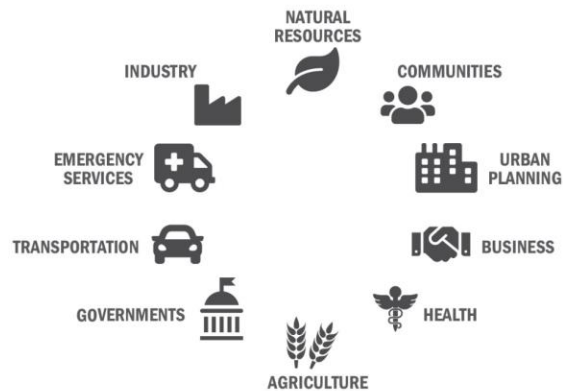 NATURAL
RESOURCES
INDUSTRY
COMMUNITIES
EMERGENCY
SERVICES
URBAN
PLANNING
TRANSPORTATION
BUSINESS
GOVERNMENTS
HEALTH
AGRICULTURE